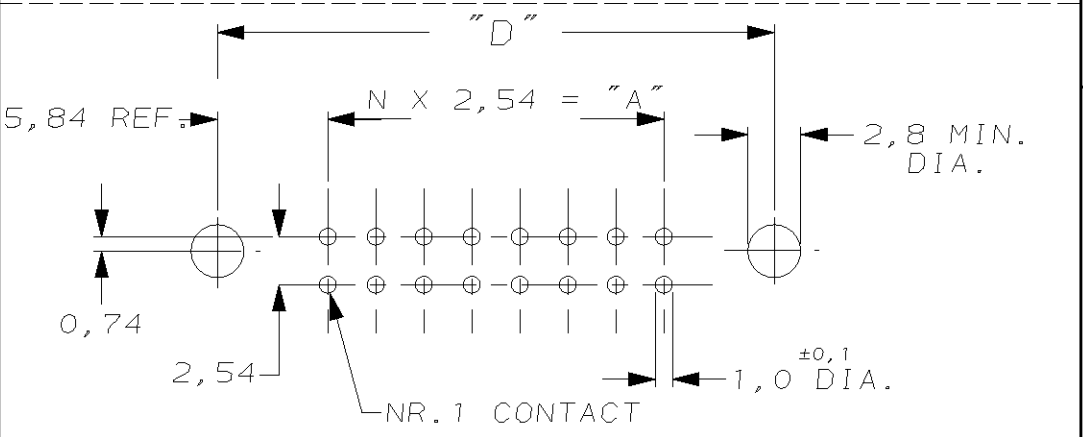 "D"
N X 2,54 = "A"
5,84 REF.
2,8 MIN.
DIA.
0,74
2,54
±0,1
1,0 DIA.
NR.1 CONTACT